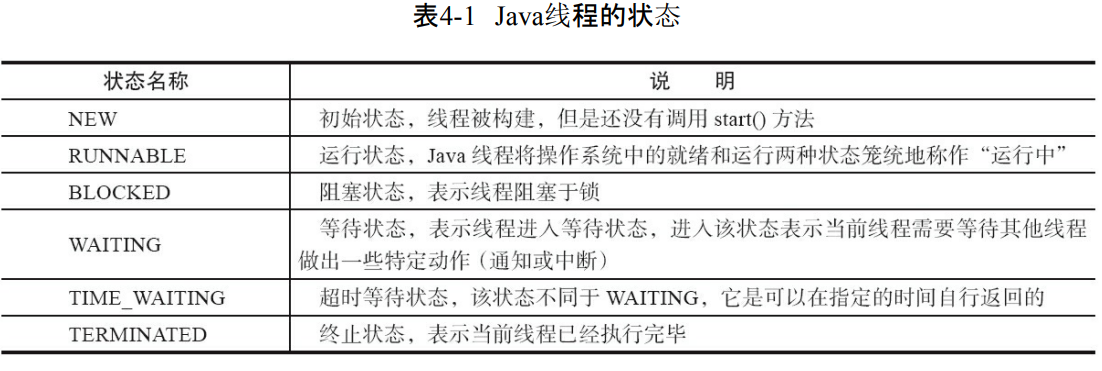 表4-1 Java线程的状态
状态名称 说 明
NEW 初始状态，线程被构建，但是还没有调用 start() 方法
RUNNABLE 运行状态，Java 线程将操作系统中的就绪和运行两种状态笼统地称作“运行中”
BLOCKED 阻塞状态，表示线程阻塞于锁
WAITING 等待状态，表示线程进入等待状态，进入该状态表示当前线程需要等待其他线程
做出一些特定动作（通知或中断）
TIME_WAITING 超时等待状态，该状态不同于 WAITING，它是可以在指定的时间自行返回的
TERMINATED 终止状态，表示当前线程已经执行完毕